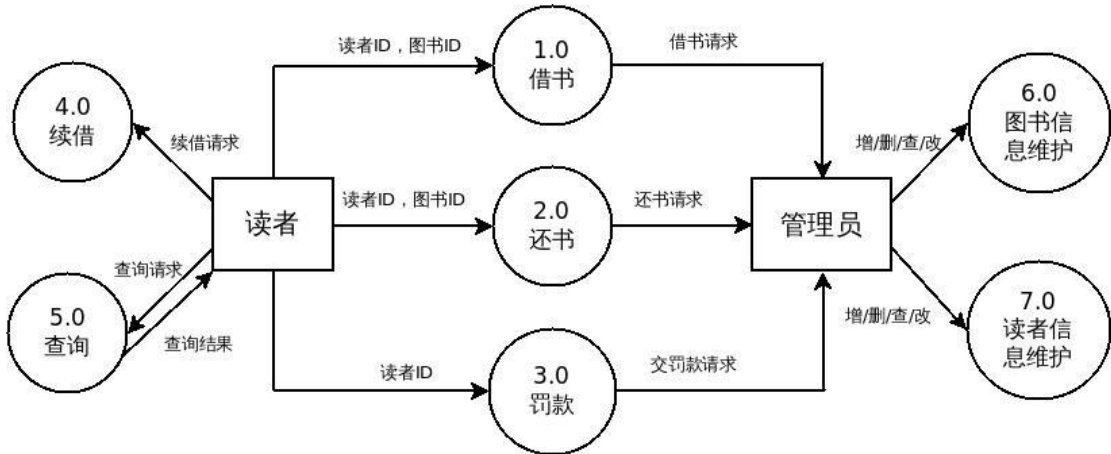 读者ID，图书ID
1.0
借书
借书请求
4.0
续借
续借请求
6.0
图书信
息维护
增/删/查/改
读者
读者ID，图书ID
2.0
还书
还书请求
管理员
查询请求
5.0
查询
查询结果
读者ID
3.0
罚款
交罚款请求
增/删/查/改
7.0
读者信
息维护